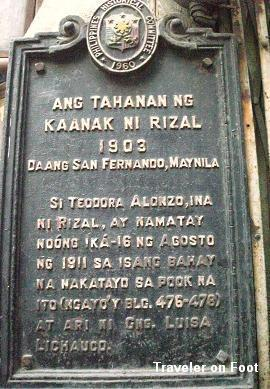 PHILIPPINES HISTORICAL COMMITTEE
1960
ANG TAHANAN NG
KAANAK NI RIZAL
1903
DAANG SAN FERNANDO, MAYNILA
SI TEODORA ALONZO, INA
NI RIZAL, AY NAMATAY
NOÓNG IKÁ-16 NG AGOSTO
NG 1911 SA ISANG BAHAY
NA NAKATAYO SA POOK NA
ITO (NGAYO'Y BLG. 476-478)
AT ARI NI GNG. LUISA
LICHAUCO.
Traveler on Foot